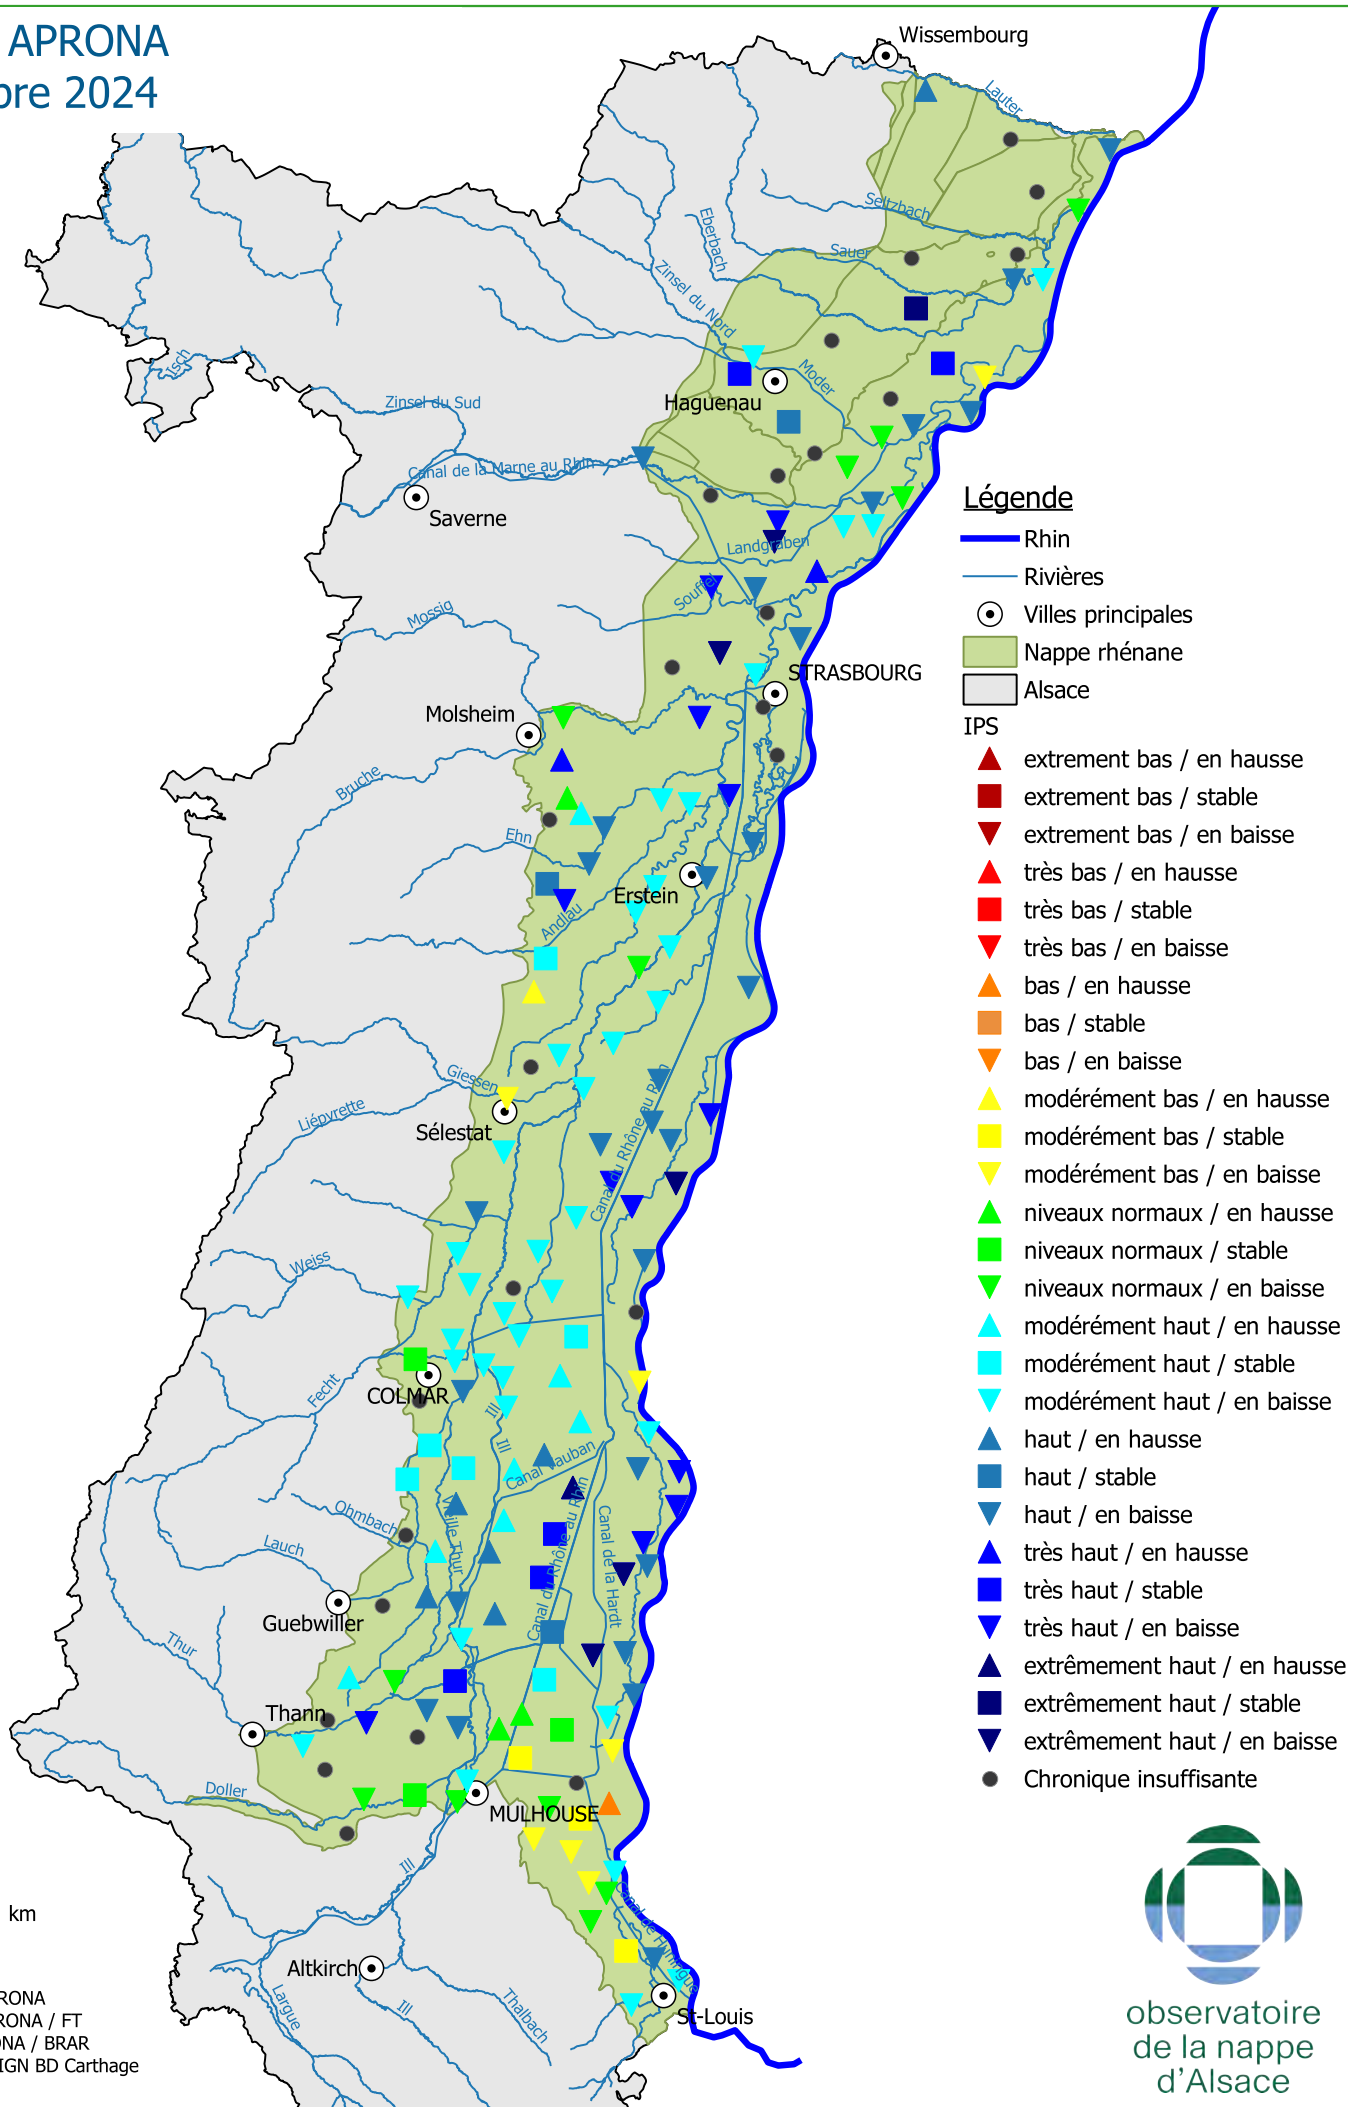 APRONA
bre 2024
Wissembourg
Lauter
Seltzbach
Eberbach
Sauer
Zinsel du Nord
Isch
Moder
Zinsel du Sud
Haguenau
Canal de la Marne au Rhin
Saverne
Landgraben
Souffel
Mossig
STRASBOURG
Molsheim
Bruche
Ehn
Erstein
Andlau
Giessen
Liépvrette
Sélestat
Canal du Rhône au Rhin
Weiss
Fecht
COLMAR
Ill
Ill
Canal Vauban
Ohmbach
Vieille Thur
Lauch
Canal du Rhône au Rhin
Canal de la Hardt
Guebwiller
Thur
Thann
Doller
MULHOUSE
Ill
Canal de Huningue
Altkirch
Largue
Ill
Thalbach
St-Louis
Légende
Rhin
Rivières
Villes principales
Nappe rhénane
Alsace
IPS
extrement bas / en hausse
extrement bas / stable
extrement bas / en baisse
très bas / en hausse
très bas / stable
très bas / en baisse
bas / en hausse
bas / stable
bas / en baisse
modérément bas / en hausse
modérément bas / stable
modérément bas / en baisse
niveaux normaux / en hausse
niveaux normaux / stable
niveaux normaux / en baisse
modérément haut / en hausse
modérément haut / stable
modérément haut / en baisse
haut / en hausse
haut / stable
haut / en baisse
très haut / en hausse
très haut / stable
très haut / en baisse
extrêmement haut / en hausse
extrêmement haut / stable
extrêmement haut / en baisse
Chronique insuffisante
km
RONA
RONA / FT
ONA / BRAR
IGN BD Carthage
observatoire
de la nappe
d'Alsace